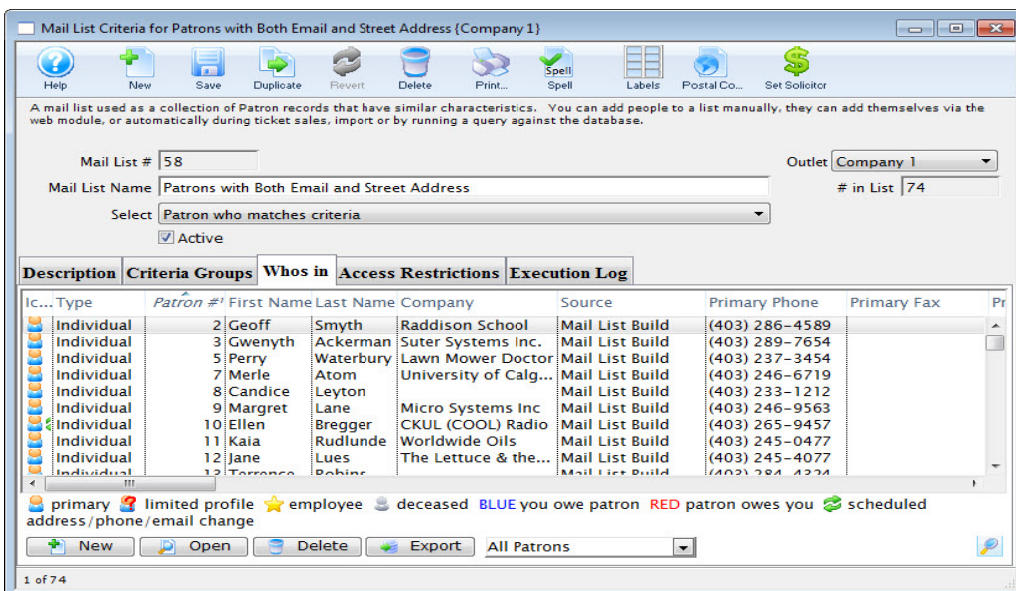 Mail List Criteria for Patrons with Both Email and Street Address {Company 1}
Help New Save Duplicate Revert Delete Print... Spell Spell Labels Postal Co... Set Solicitor
A mail list used as a collection of Patron records that have similar characteristics. You can add people to a list manually, they can add themselves via the
web module, or automatically during ticket sales, import or by running a query against the database.
Mail List # 58 Outlet Company 1
Mail List Name Patrons with Both Email and Street Address # in List 74
Select Patron who matches criteria
Active
Description Criteria Groups Whos in Access Restrictions Execution Log
Ic... Type Patron # First Name Last Name Company Source Primary Phone Primary Fax Pr
Individual 2 Geoff Smyth Raddison School Mail List Build (403) 286-4589
Individual 3 Gwenyth Ackerman Suter Systems Inc. Mail List Build (403) 289-7654
Individual 5 Perry Waterbury Lawn Mower Doctor Mail List Build (403) 237-3454
Individual 7 Merle Atom University of Calg... Mail List Build (403) 246-6719
Individual 8 Candice Leyton Mail List Build (403) 233-1212
Individual 9 Margret Lane Micro Systems Inc Mail List Build (403) 246-9563
Individual 10 Ellen Bregger CKUL (COOL) Radio Mail List Build (403) 265-9457
Individual 11 Kaia Rudlunde Worldwide Oils Mail List Build (403) 245-0477
Individual 12 Jane Lues The Lettuce & the... Mail List Build (403) 245-4077
Individual 13 Terrence Robins Mail List Build (403) 284-4324
primary limited profile employee deceased BLUE you owe patron RED patron owes you scheduled
address/phone/email change
New Open Delete Export All Patrons
1 of 74